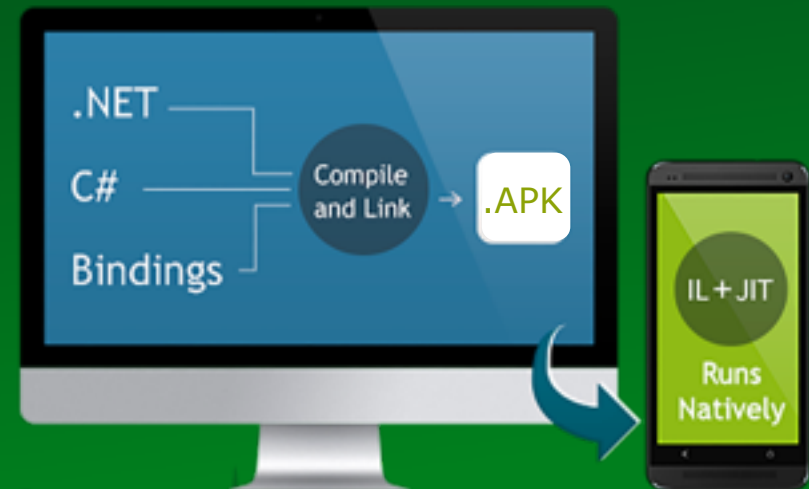 .NET
C#
Bindings
Compile
and Link
.APK
IL+JIT
Runs
Natively